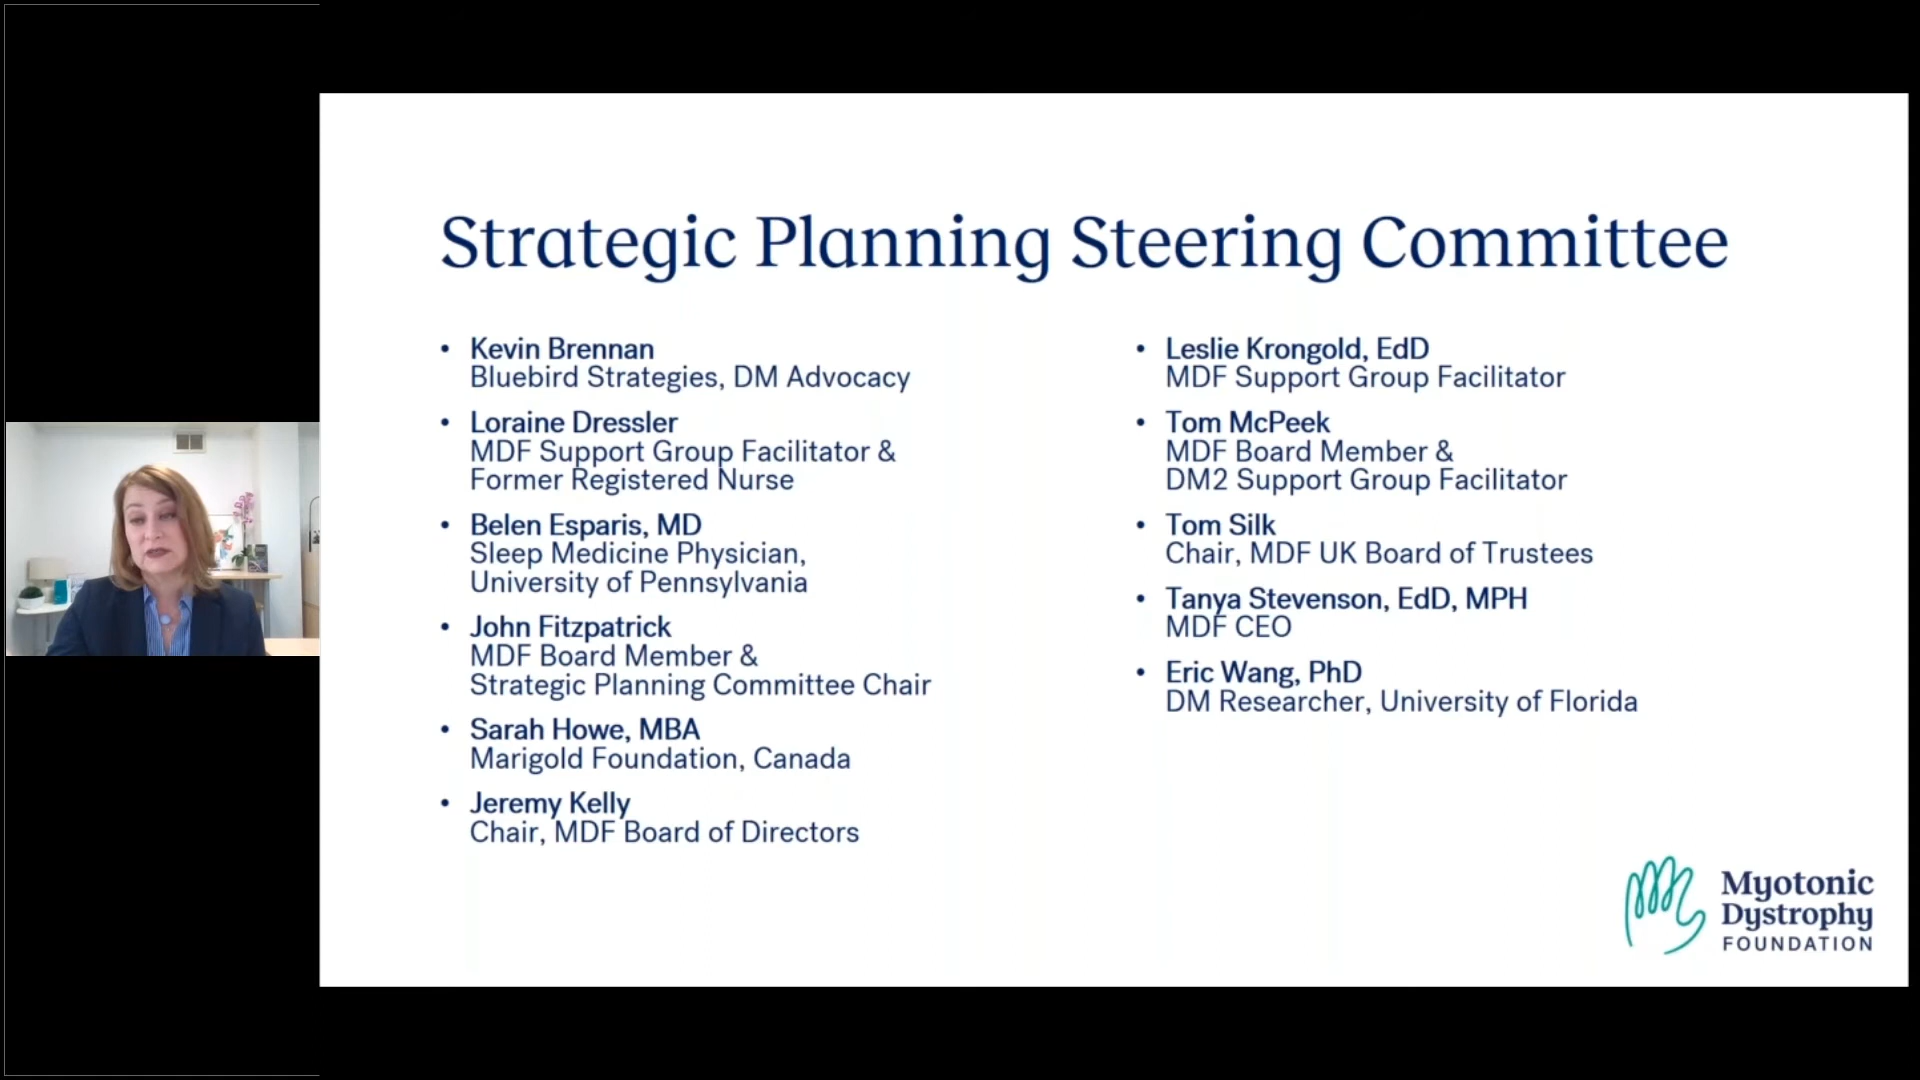 Strategic Planning Steering Committee
• Kevin Brennan
Bluebird Strategies, DM Advocacy
• Loraine Dressler
MDF Support Group Facilitator &
Former Registered Nurse
• Belen Esparis, MD
Sleep Medicine Physician,
University of Pennsylvania
• John Fitzpatrick
MDF Board Member &
Strategic Planning Committee Chair
• Sarah Howe, MBA
Marigold Foundation, Canada
• Jeremy Kelly
Chair, MDF Board of Directors
• Leslie Krongold, EdD
MDF Support Group Facilitator
• Tom McPeek
MDF Board Member &
DM2 Support Group Facilitator
• Tom Silk
Chair, MDF UK Board of Trustees
• Tanya Stevenson, EdD, MPH
MDF CEO
• Eric Wang, PhD
DM Researcher, University of Florida
Myotonic
Dystrophy
FOUNDATION